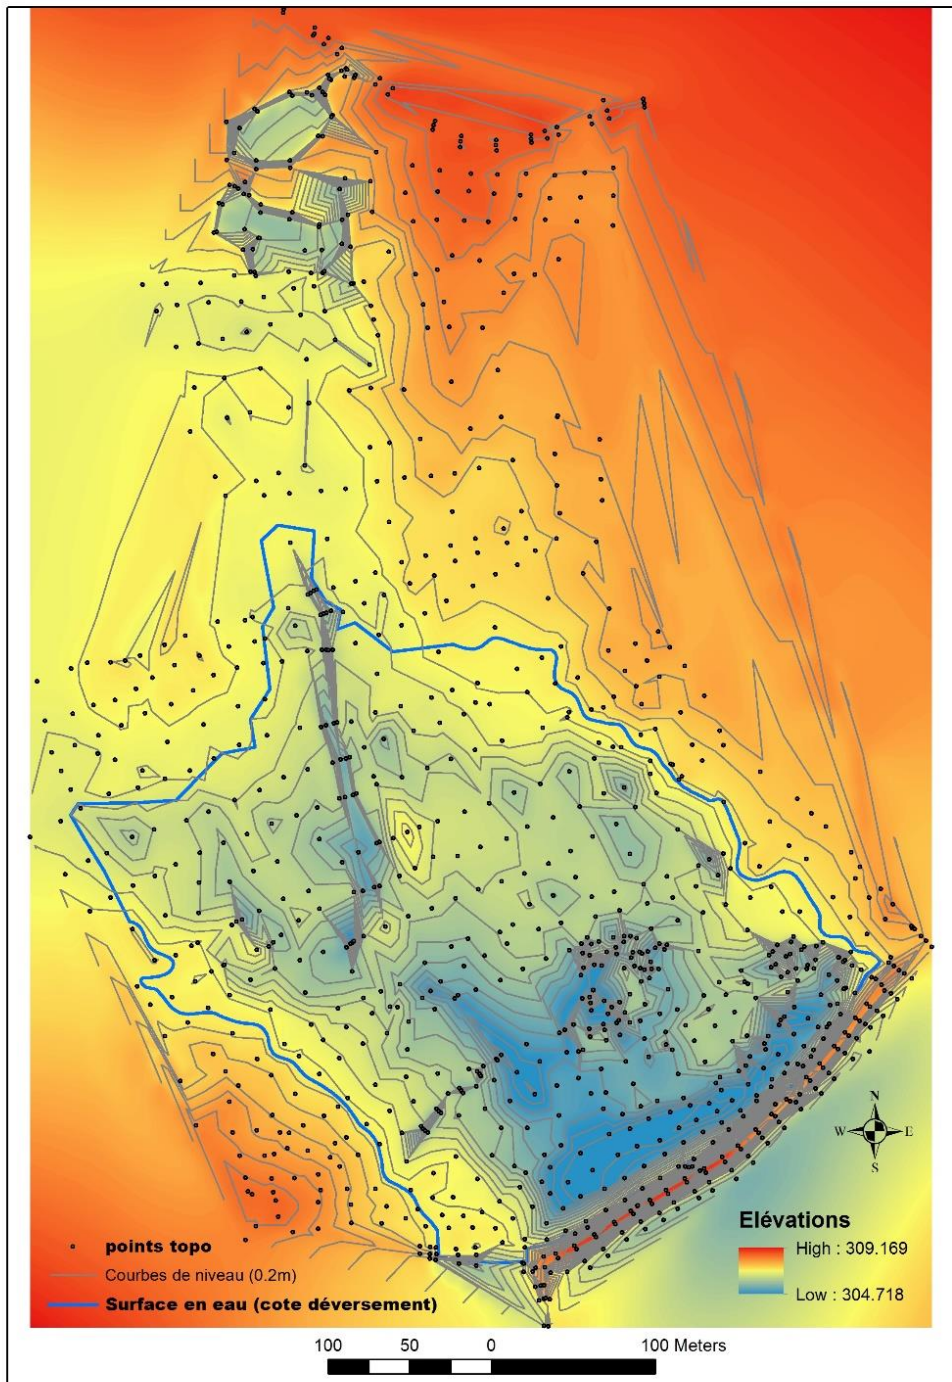 N
W E
S
Elévations
High : 309.169
Low : 304.718
points topo
Courbes de niveau (0.2m)
Surface en eau (cote déversement)
100 50 0 100 Meters